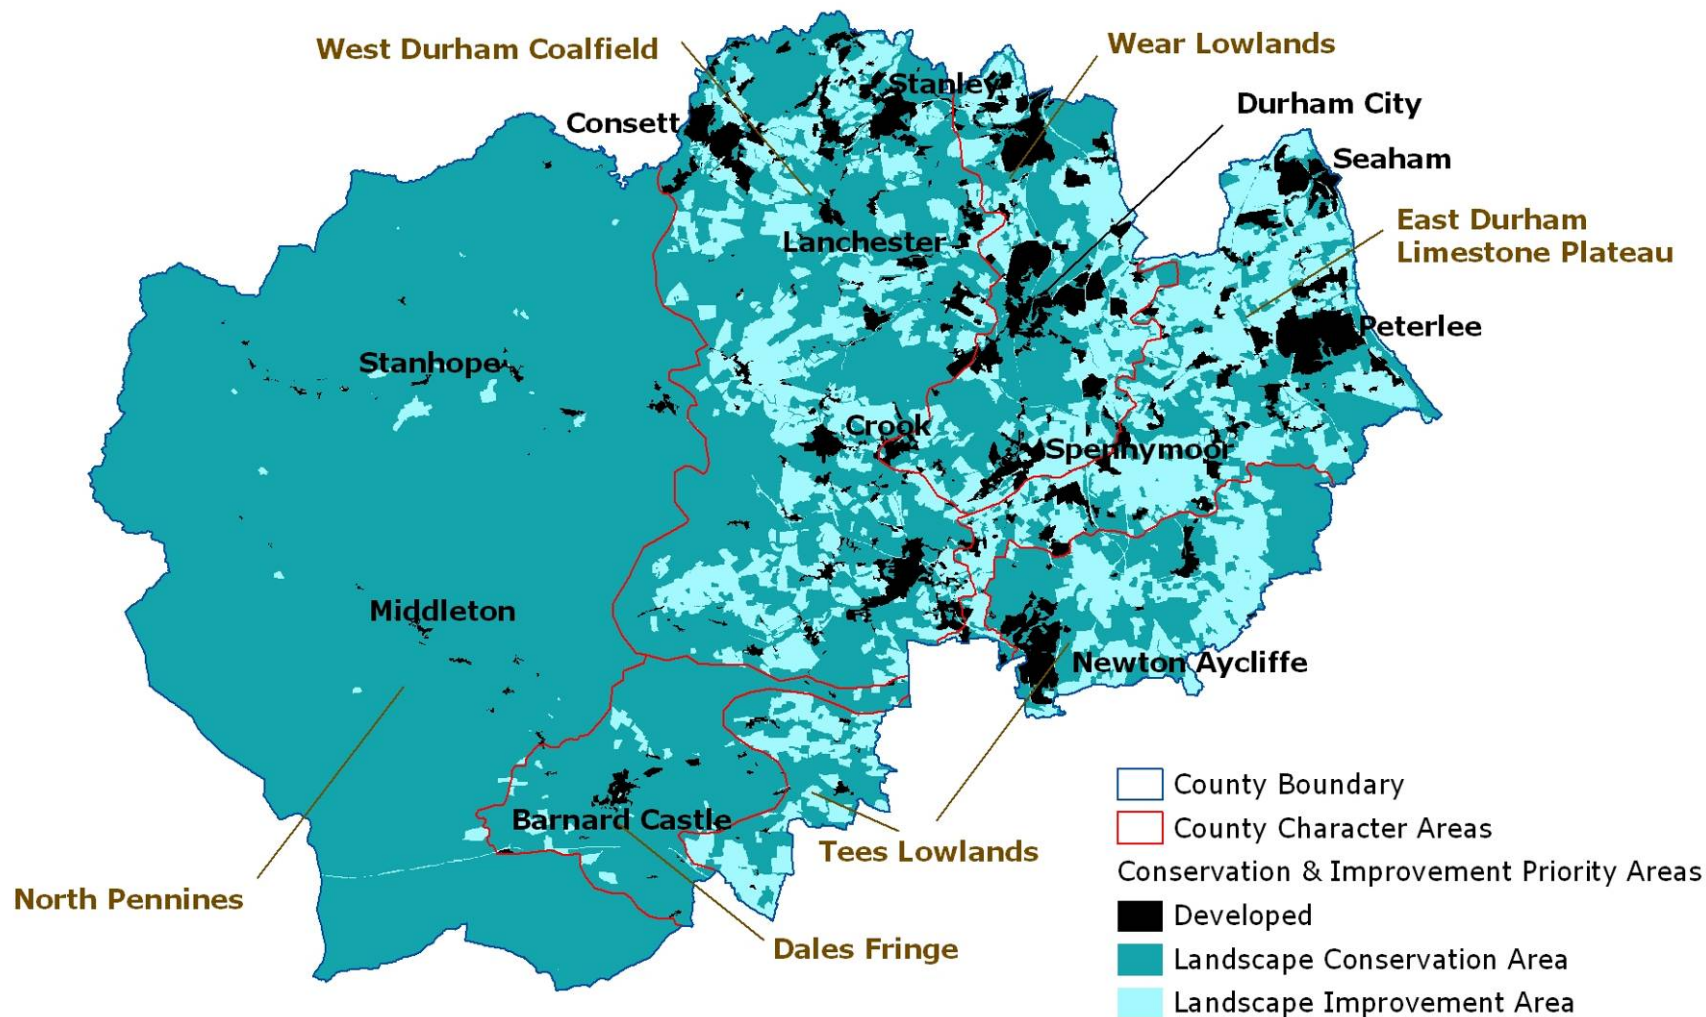 West Durham Coalfield
Wear Lowlands
Stanley
Durham City
Consett
Seaham
East Durham
Limestone Plateau
Lanchester
Peterlee
Stanhope
Crook
Spennymoor
Middleton
Newton Aycliffe
Barnard Castle
Tees Lowlands
North Pennines
Dales Fringe
County Boundary
County Character Areas
Conservation & Improvement Priority Areas
Developed
Landscape Conservation Area
Landscape Improvement Area